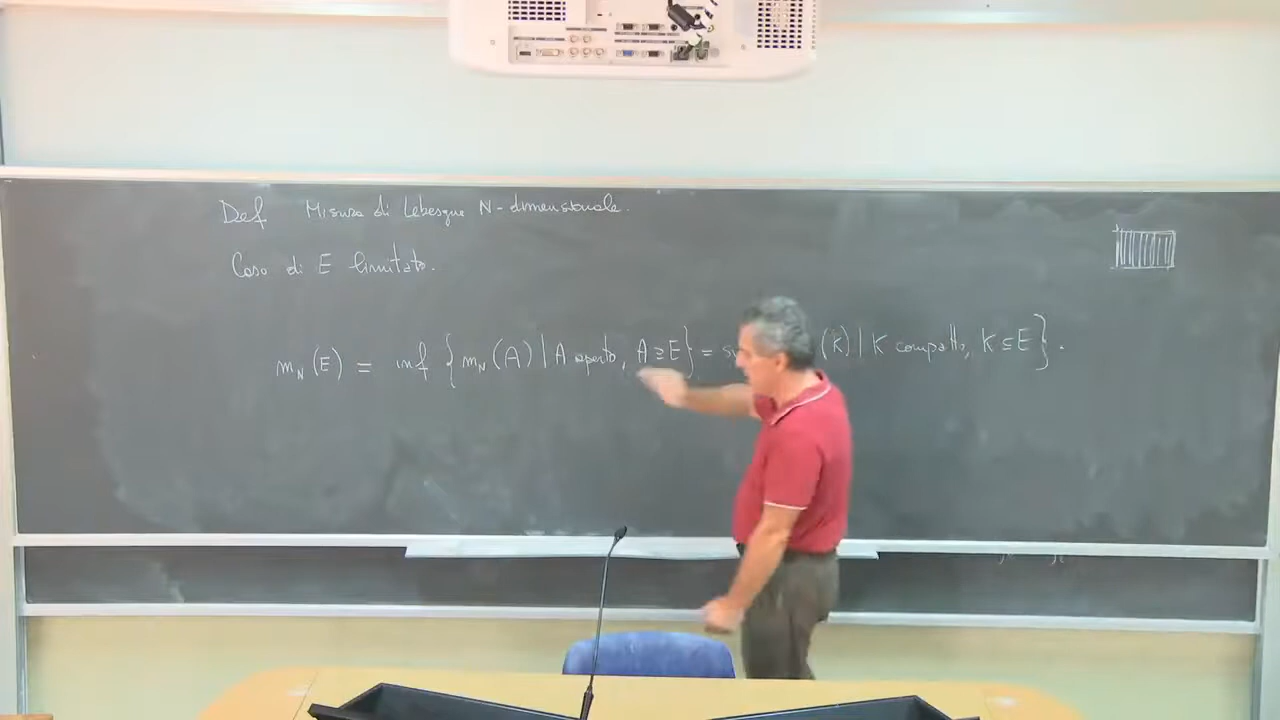 Def Misura di Lebesgue N-dimensionale.
Caso di E limitato.
m_N(E) = inf { m_N(A) | A aperto, A ⊇ E } = (K) | K compatto, K ⊆ E } .